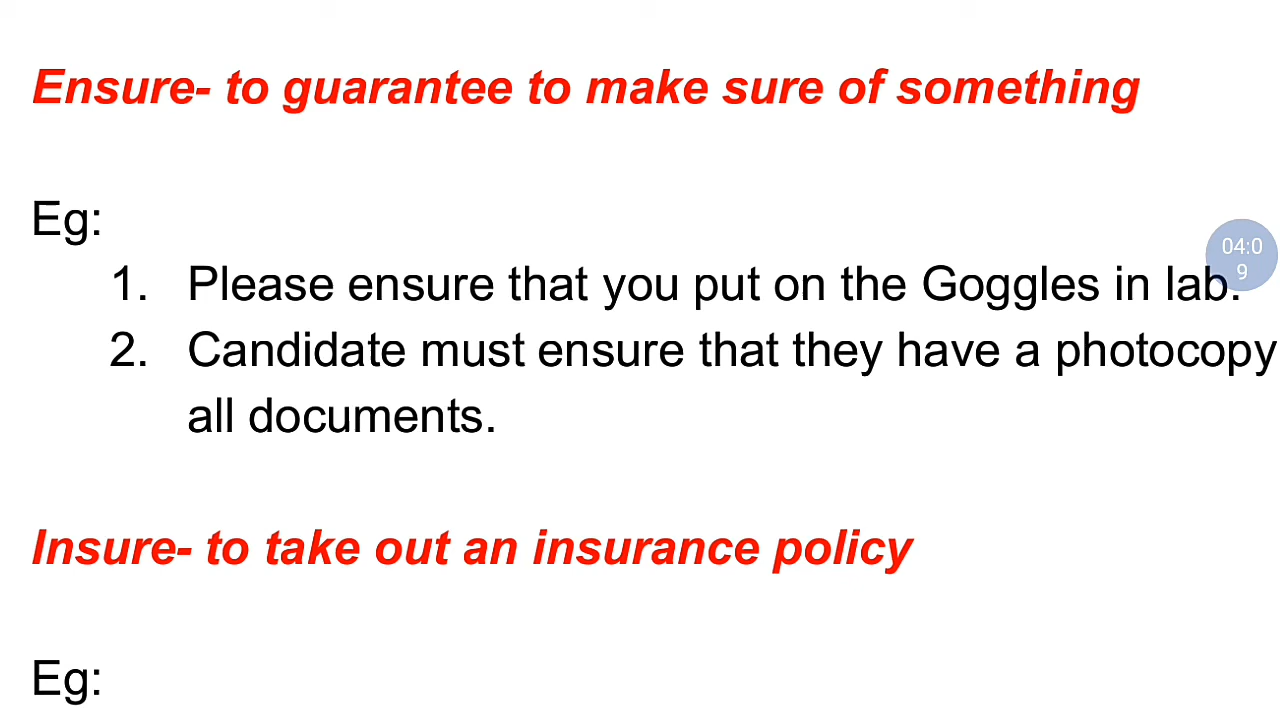 Ensure- to guarantee to make sure of something
Eg:
1. Please ensure that you put on the Goggles in lab.
04:0
9
2. Candidate must ensure that they have a photocopy
all documents.
Insure- to take out an insurance policy
Eg: